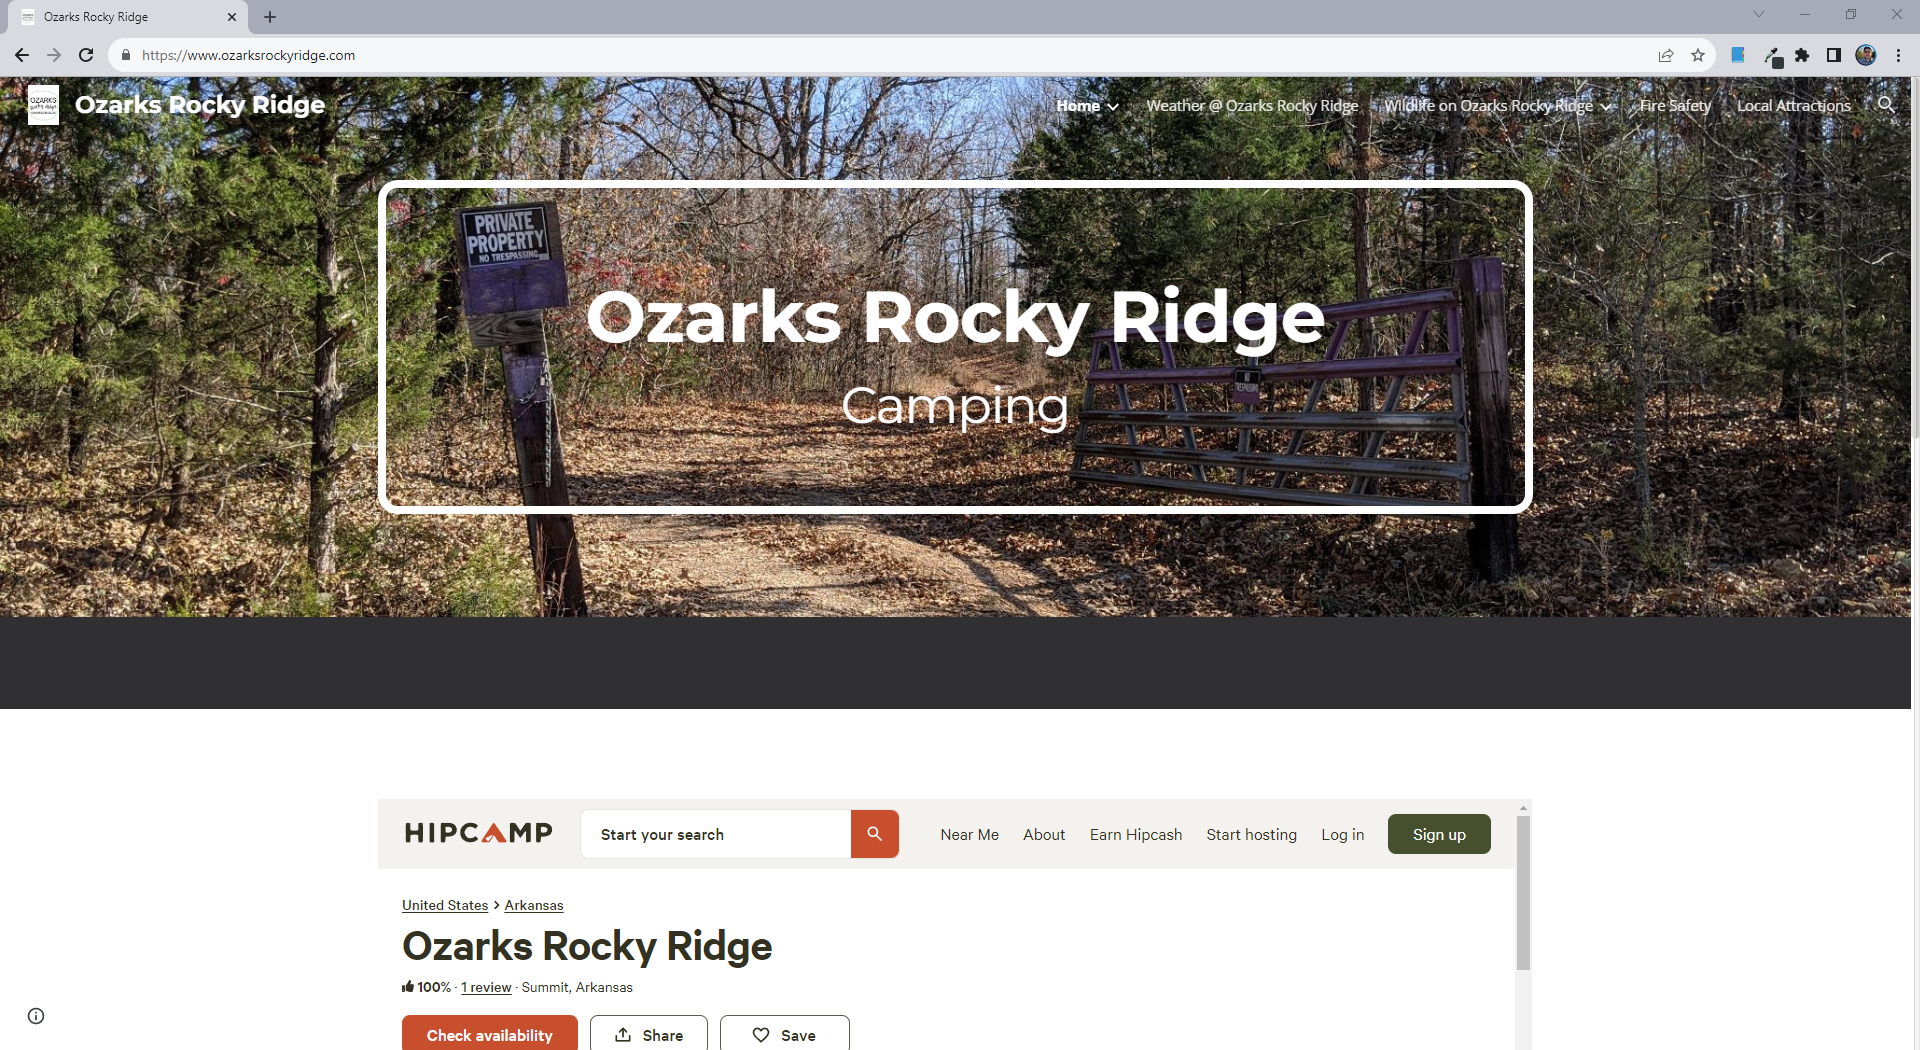 Ozarks Rocky Ridge
https://www.ozarksrockyridge.com
OZARKS
Ozarks Rocky Ridge
Home
Weather @ Ozarks Rocky Ridge
Wildlife on Ozarks Rocky Ridge
Fire Safety
Local Attractions
PRIVATE
PROPERTY
NO TRESPASSING
Ozarks Rocky Ridge
NO
TRESPASSING
Camping
HIPCAMP
Start your search
Near Me
About
Earn Hipcash
Start hosting
Log in
Sign up
United States > Arkansas
Ozarks Rocky Ridge
100% · 1 review · Summit, Arkansas
Check availability
Share
Save